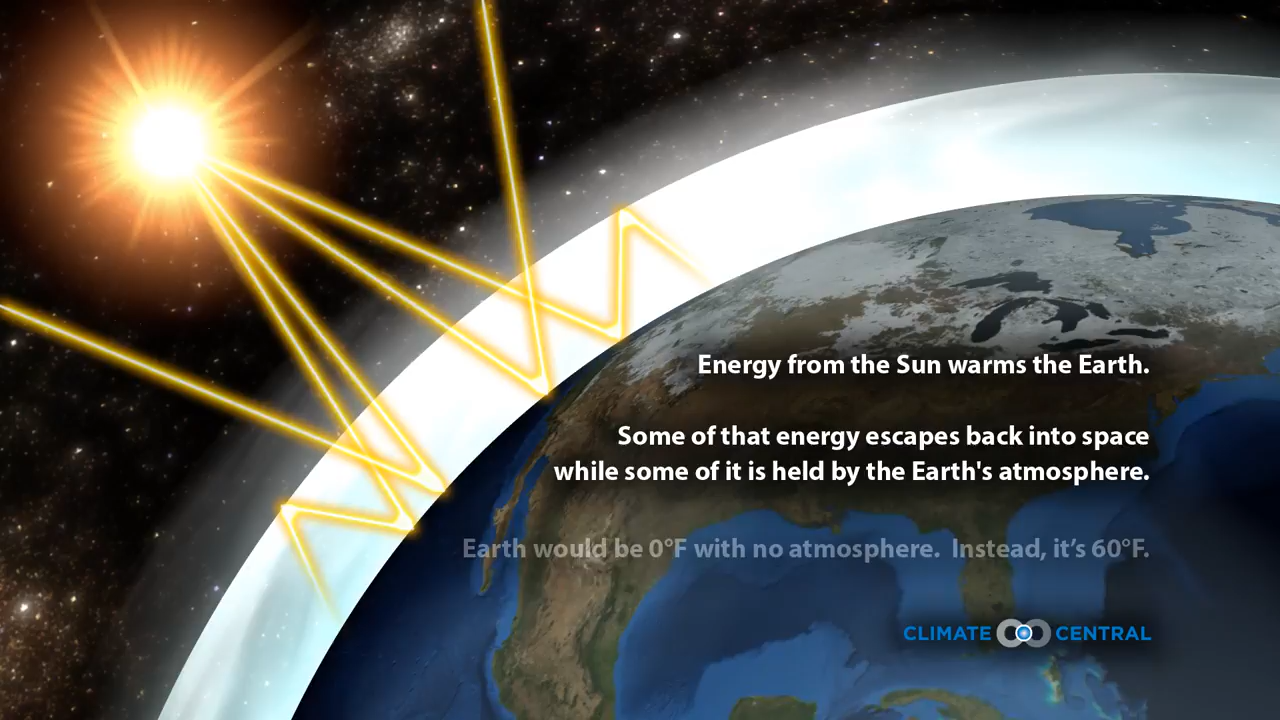 Energy from the Sun warms the Earth.
Some of that energy escapes back into space
while some of it is held by the Earth's atmosphere.
Earth would be 0°F with no atmosphere.  Instead, it’s 60°F.
CLIMATE CENTRAL